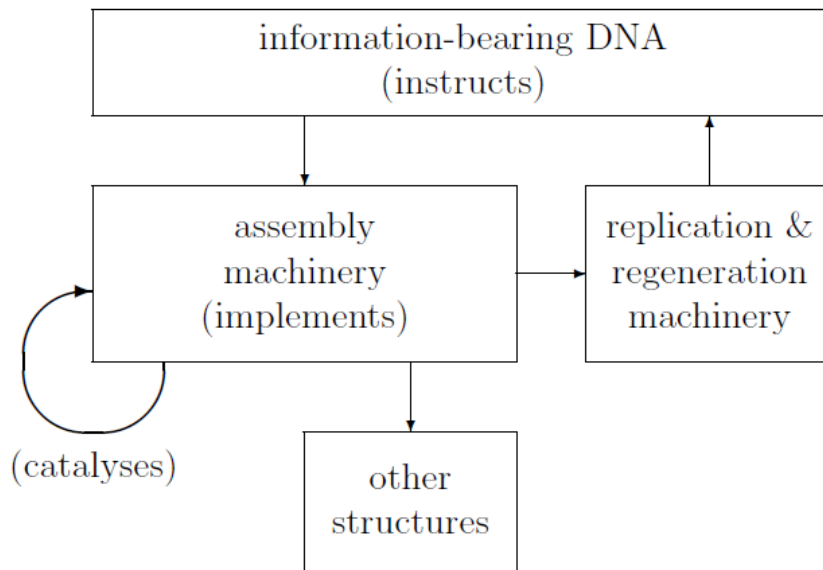 information-bearing DNA
(instructs)
assembly
machinery
(implements)
replication &
regeneration
machinery
(catalyses)
other
structures